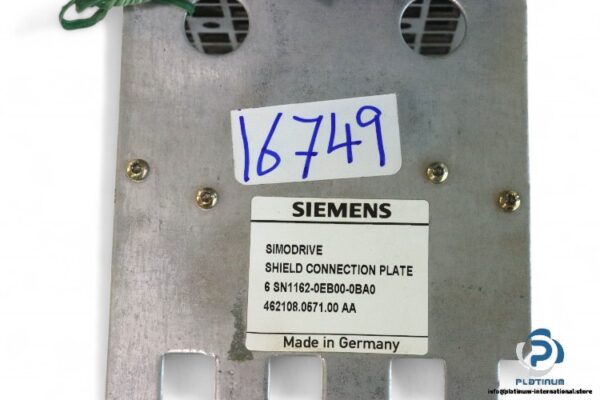 16749
SIEMENS
SIMODRIVE
SHIELD CONNECTION PLATE
6 SN1162-0EB00-0BA0
462108.0571.00 AA
Made in Germany
PLATINUM
info@platinum-international.store